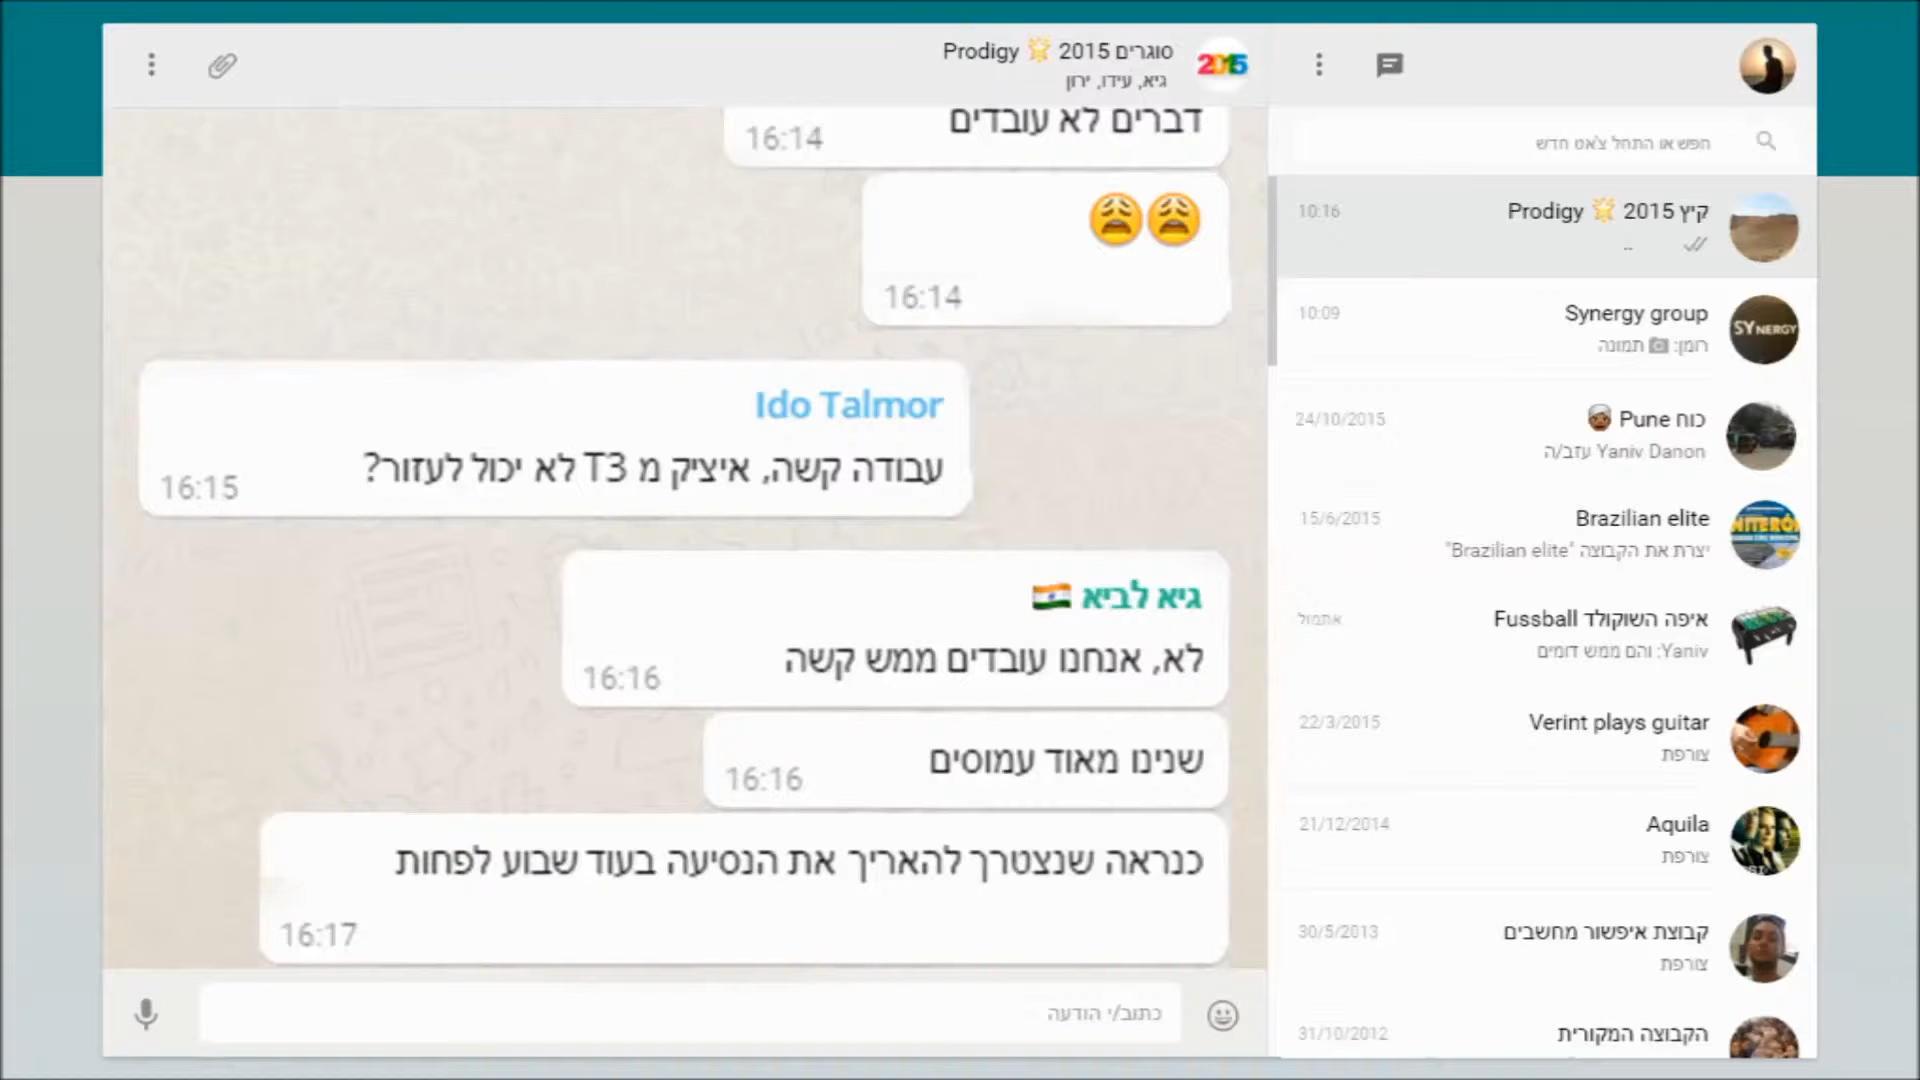 סוגרים 2015 🌟 Prodigy
גיא, עידו, ירון
2015
דברים לא עובדים
16:14
😩😩
16:14
Ido Talmor
עבודה קשה, איציק מ T3 לא יכול לעזור?
16:15
גיא לביא 🇮🇳
לא, אנחנו עובדים ממש קשה
16:16
שנינו מאוד עמוסים
16:16
כנראה שנצטרך להאריך את הנסיעה בעוד שבוע לפחות
16:17
כתוב/י הודעה
חפש או התחל צ'אט חדש
קיץ 2015 🌟 Prodigy
10:16
..
Synergy group
10:09
רומן: תמונה
SYNERGY
כוח Pune
24/10/2015
Yaniv Danon עזב/ה
Brazilian elite
15/6/2015
יצרת את הקבוצה "Brazilian elite"
איפה השוקולד Fussball
אתמול
Yaniv: והם ממש דומים
Verint plays guitar
22/3/2015
צורפת
Aquila
21/12/2014
צורפת
קבוצת איפשור מחשבים
30/5/2013
צורפת
הקבוצה המקורית
31/10/2012